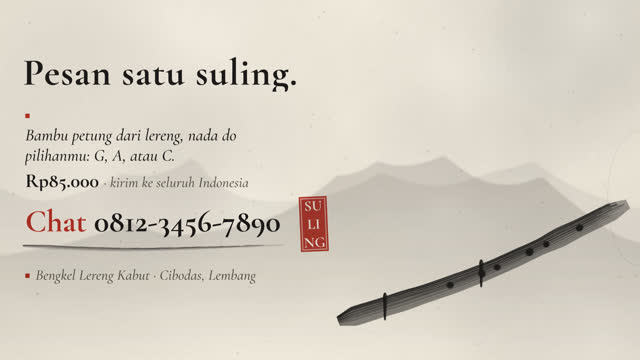 Pesan satu suling.
Bambu petung dari lereng, nada do
pilihanmu: G, A, atau C.
Rp85.000 · kirim ke seluruh Indonesia
Chat 0812-3456-7890
SU
LI
NG
Bengkel Lereng Kabut · Cibodas, Lembang